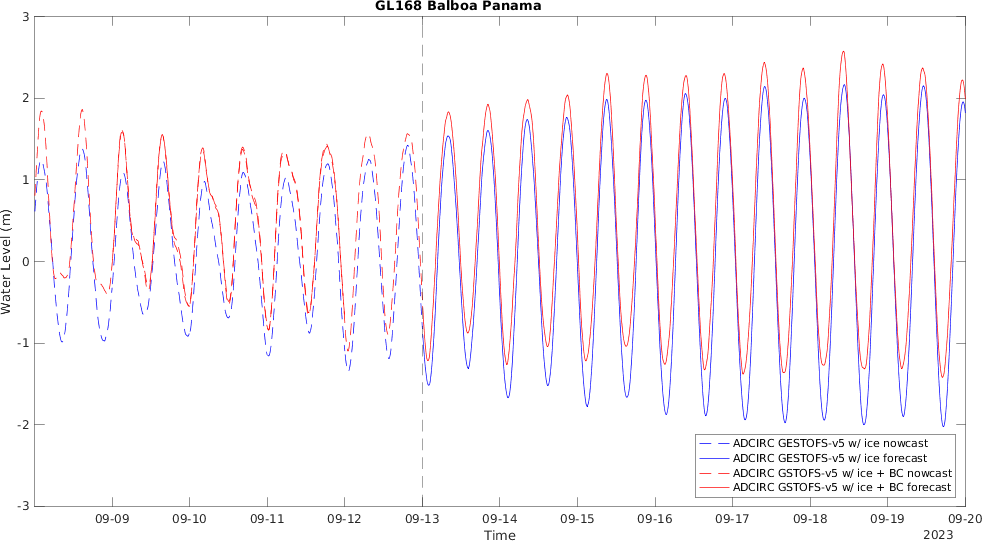 GL168 Balboa Panama
3
2
1
0
-1
-2
-3
Water Level (m)
ADCIRC GESTOFS-v5 w/ ice nowcast
ADCIRC GESTOFS-v5 w/ ice forecast
ADCIRC GSTOFS-v5 w/ ice + BC nowcast
ADCIRC GSTOFS-v5 w/ ice + BC forecast
09-09 09-10 09-11 09-12 09-13 09-14 09-15 09-16 09-17 09-18 09-19 09-20
Time
2023